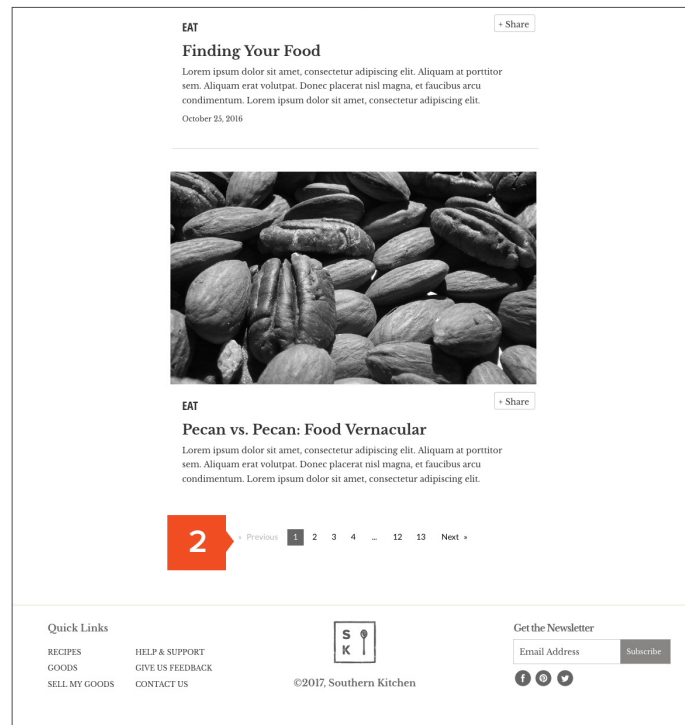 EAT
+ Share
Finding Your Food
Lorem ipsum dolor sit amet, consectetur adipiscing elit. Aliquam at porttitor
sem. Aliquam erat volutpat. Donec placerat nisl magna, et faucibus arcu
condimentum. Lorem ipsum dolor sit amet, consectetur adipiscing elit.
October 25, 2016
EAT
+ Share
Pecan vs. Pecan: Food Vernacular
Lorem ipsum dolor sit amet, consectetur adipiscing elit. Aliquam at porttitor
sem. Aliquam erat volutpat. Donec placerat nisl magna, et faucibus arcu
condimentum. Lorem ipsum dolor sit amet, consectetur adipiscing elit.
2
« Previous 1 2 3 4 ... 12 13 Next »
Quick Links
RECIPES
GOODS
SELL MY GOODS
HELP & SUPPORT
GIVE US FEEDBACK
CONTACT US
S
K
©2017, Southern Kitchen
Get the Newsletter
Email Address
Subscribe